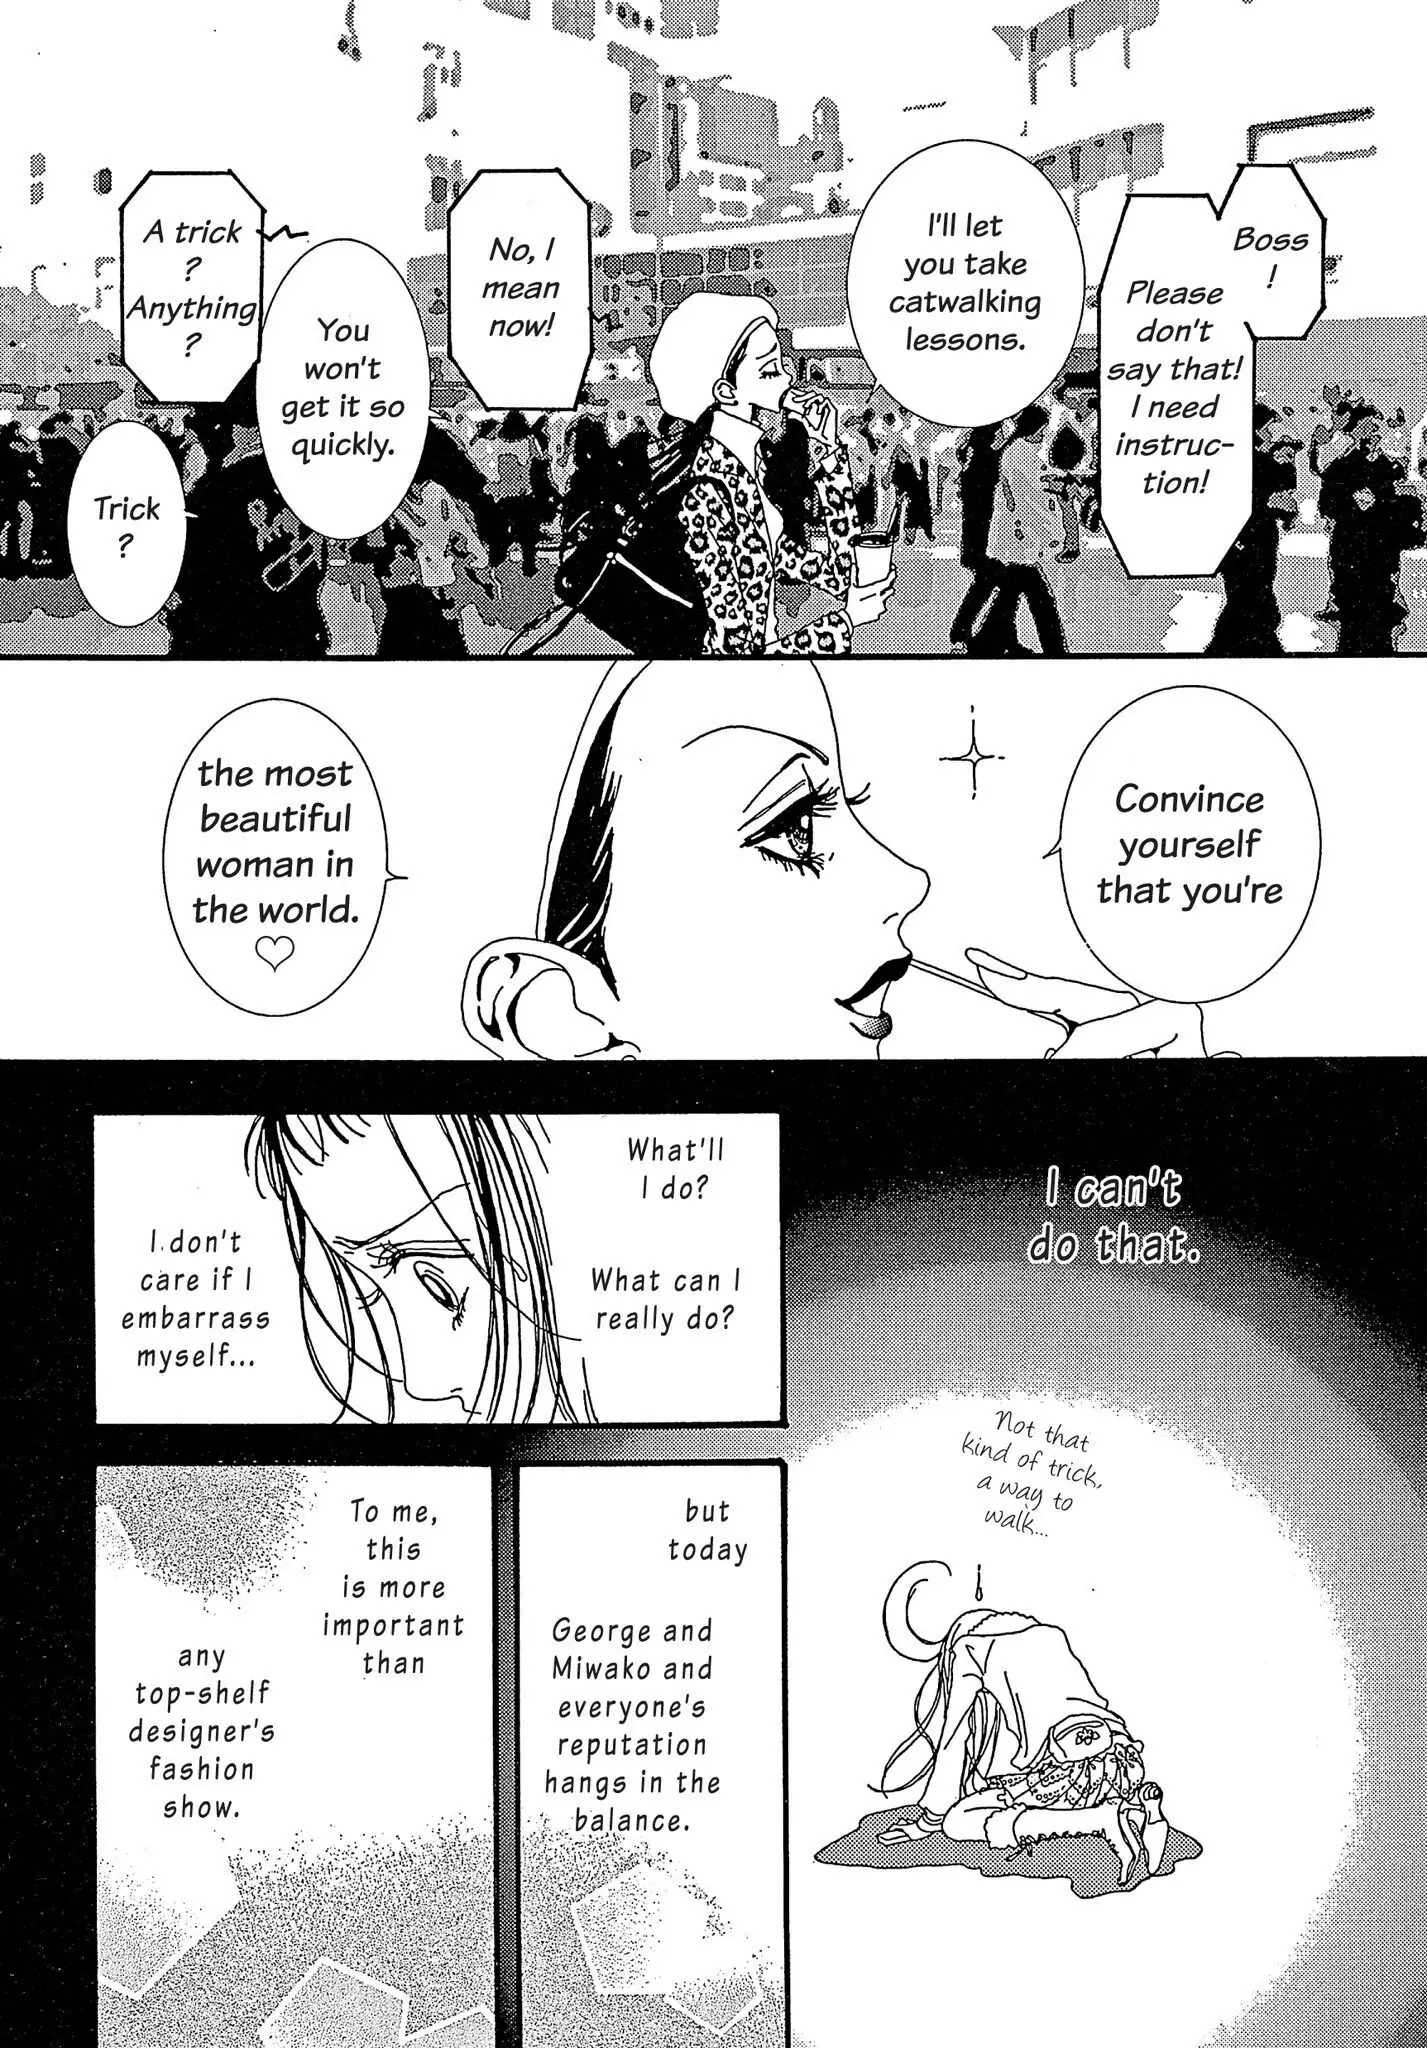 Boss
!
Please
don't
say that!
I need
instruc-
tion!
I'll let
you take
catwalking
lessons.
No, I
mean
now!
You
won't
get it so
quickly.
A trick
?
Anything
?
Trick
?
Convince
yourself
that you're
the most
beautiful
woman in
the world.
♡
I can't
do that.
Not that
kind of trick,
a way to
walk...
What'll
I do?
What can I
really do?
I don't
care if I
embarrass
myself...
but
today
George and
Miwako and
everyone's
reputation
hangs in the
balance.
To me,
this
is more
important
than
any
top-shelf
designer's
fashion
show.